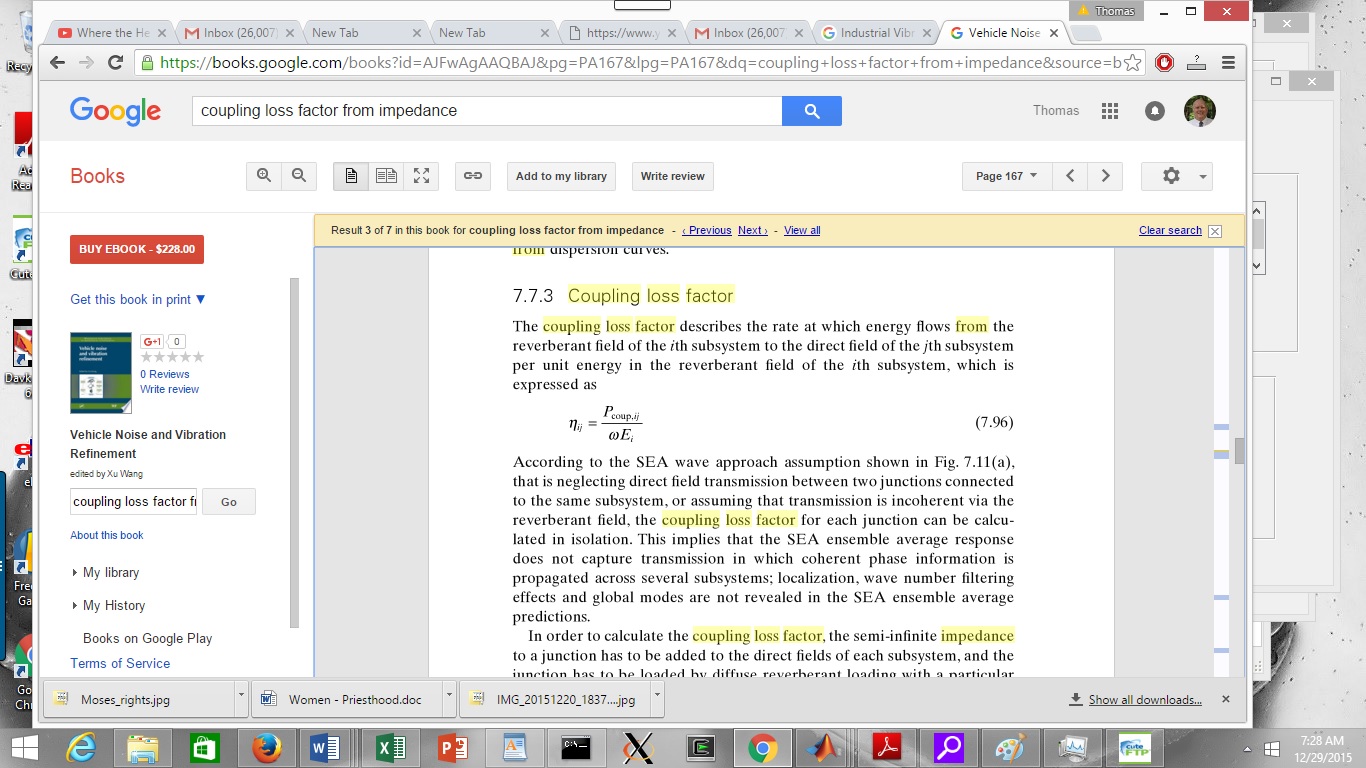 Thomas
Where the He
Inbox (26,007)
New Tab
New Tab
https://www.y
Inbox (26,007
Industrial Vibr
Vehicle Noise
https://books.google.com/books?id=AJFwAgAAQBAJ&pg=PA167&lpg=PA167&dq=coupling+loss+factor+from+impedance&source=b
Google
coupling loss factor from impedance
Thomas
Books
Add to my library
Write review
Page 167
Result 3 of 7 in this book for coupling loss factor from impedance - ‹ Previous Next › - View all
Clear search
BUY EBOOK - $228.00
Get this book in print ▼
G+1 0
0 Reviews
Write review
Vehicle noise and vibration refinement
Vehicle Noise and Vibration
Refinement
edited by Xu Wang
coupling loss factor fr
Go
About this book
My library
My History
Books on Google Play
Terms of Service
from dispersion curves.
7.7.3 Coupling loss factor
The coupling loss factor describes the rate at which energy flows from the
reverberant field of the ith subsystem to the direct field of the jth subsystem
per unit energy in the reverberant field of the ith subsystem, which is
expressed as
η_ij = P_coup,ij / ωE_i (7.96)
According to the SEA wave approach assumption shown in Fig. 7.11(a),
that is neglecting direct field transmission between two junctions connected
to the same subsystem, or assuming that transmission is incoherent via the
reverberant field, the coupling loss factor for each junction can be calcu-
lated in isolation. This implies that the SEA ensemble average response
does not capture transmission in which coherent phase information is
propagated across several subsystems; localization, wave number filtering
effects and global modes are not revealed in the SEA ensemble average
predictions.
In order to calculate the coupling loss factor, the semi-infinite impedance
to a junction has to be added to the direct fields of each subsystem, and the
junction has to be loaded by diffuse reverberant loading with a particular
Moses_rights.jpg
Women - Priesthood.doc
IMG_20151220_1837....jpg
Show all downloads...
7:28 AM
12/29/2015